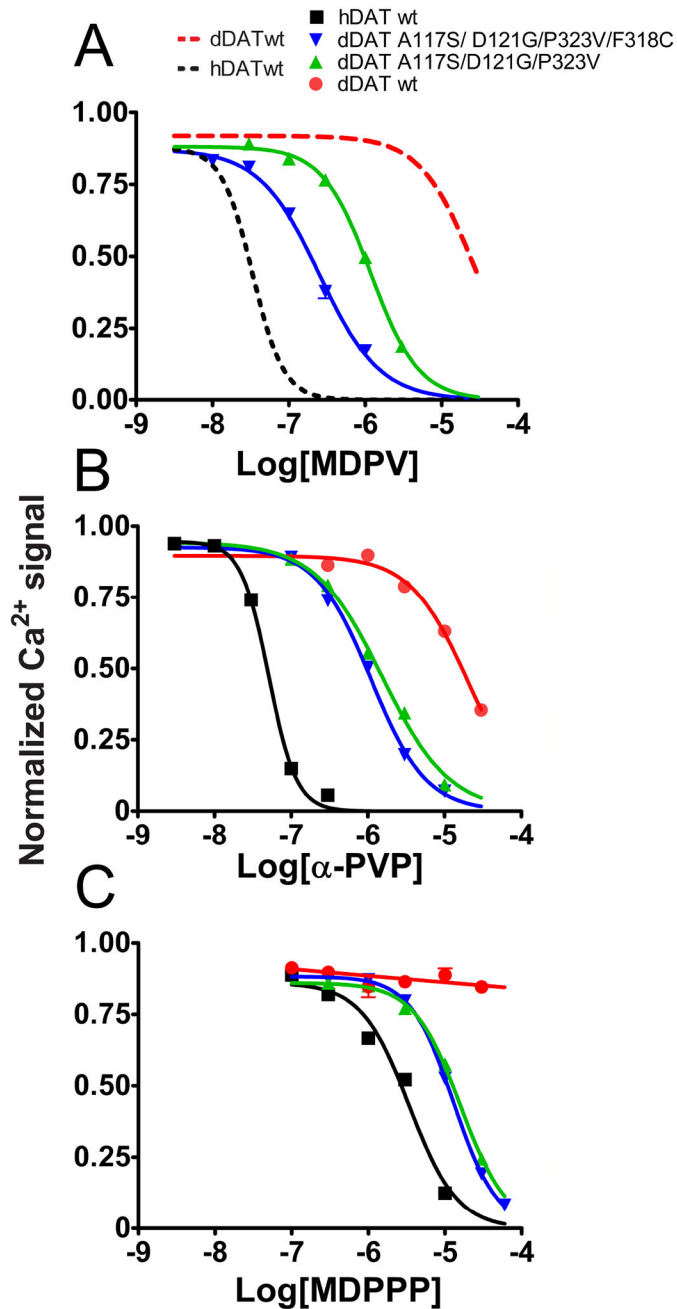 A
dDATwt
hDATwt
hDAT wt
dDAT A117S/ D121G/P323V/F318C
dDAT A117S/D121G/P323V
dDAT wt
1.00
0.75
0.50
0.25
0.00
-9 -8 -7 -6 -5 -4
Log[MDPV]
B
Normalized Ca2+ signal
1.00
0.75
0.50
0.25
0
-9 -8 -7 -6 -5 -4
Log[α-PVP]
C
1.00
0.75
0.50
0.25
0
-9 -8 -7 -6 -5 -4
Log[MDPPP]